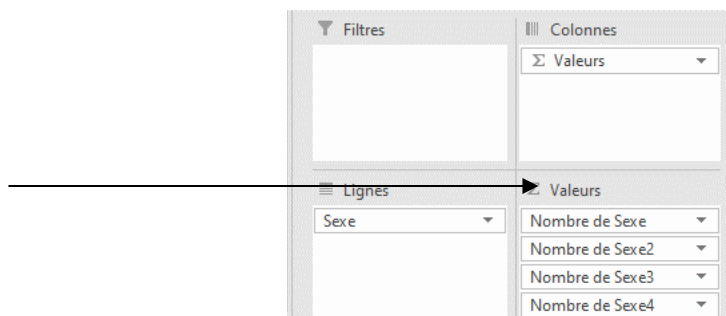 Filtres
Colonnes
Σ Valeurs
Lignes
Σ Valeurs
Sexe
Nombre de Sexe
Nombre de Sexe2
Nombre de Sexe3
Nombre de Sexe4